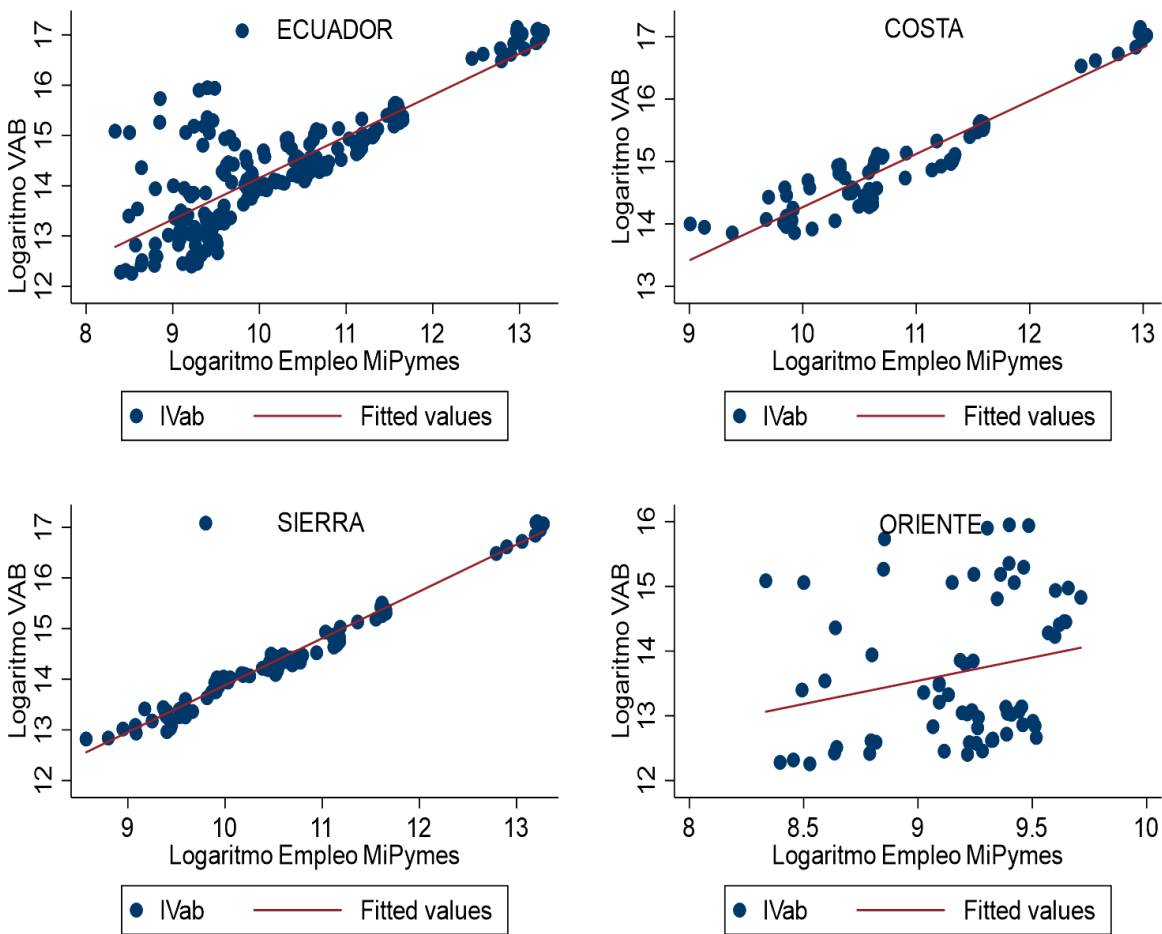 ECUADOR
Logaritmo VAB
12 13 14 15 16 17
8 9 10 11 12 13
Logaritmo Empleo MiPymes
lVab Fitted values
COSTA
Logaritmo VAB
13 14 15 16 17
9 10 11 12 13
Logaritmo Empleo MiPymes
lVab Fitted values
SIERRA
Logaritmo VAB
12 13 14 15 16 17
9 10 11 12 13
Logaritmo Empleo MiPymes
lVab Fitted values
ORIENTE
Logaritmo VAB
12 13 14 15 16
8 8.5 9 9.5 10
Logaritmo Empleo MiPymes
lVab Fitted values